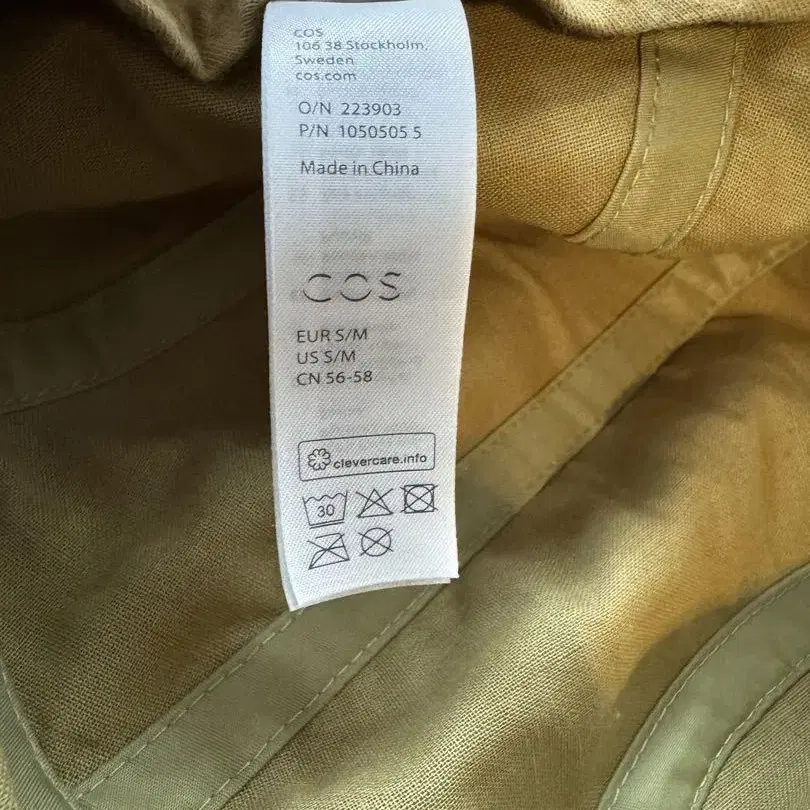 COS
106 38 Stockholm,
Sweden
cos.com
O/N 223903
P/N 1050505 5
Made in China
COS
EUR S/M
US S/M
CN 56-58
clevercare.info
30